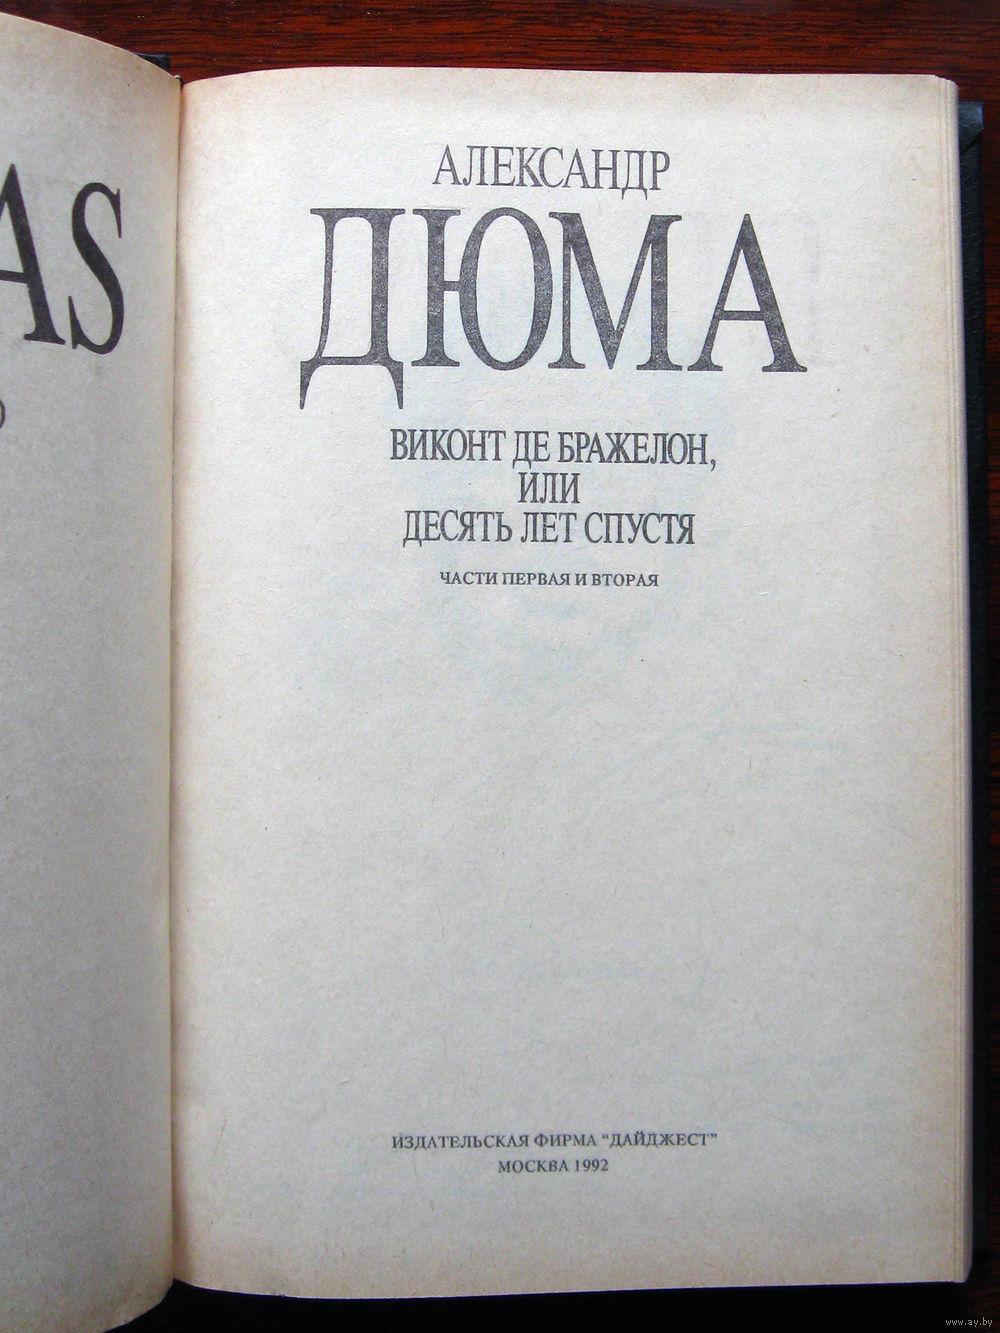 AS
АЛЕКСАНДР
ДЮМА
ВИКОНТ ДЕ БРАЖЕЛОН,
ИЛИ
ДЕСЯТЬ ЛЕТ СПУСТЯ
ЧАСТИ ПЕРВАЯ И ВТОРАЯ
ИЗДАТЕЛЬСКАЯ ФИРМА "ДАЙДЖЕСТ"
МОСКВА 1992
www.ay.by